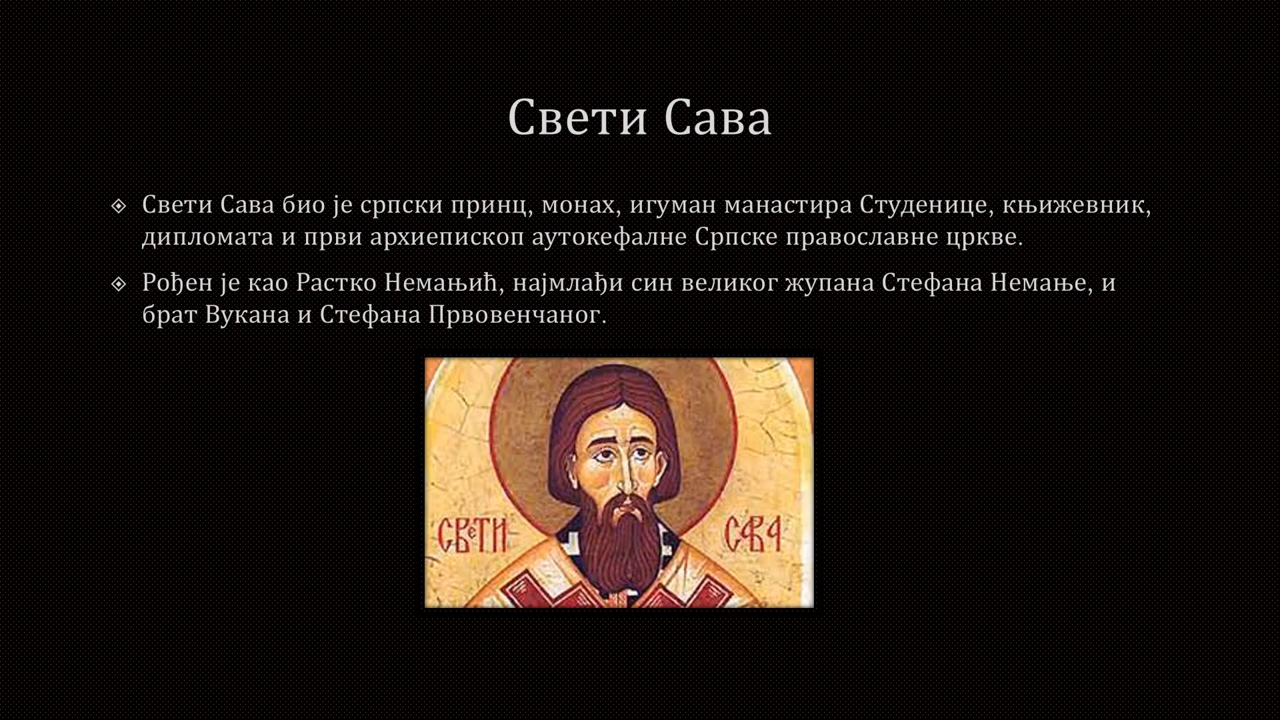 Свети Сава
Свети Сава био је српски принц, монах, игуман манастира Студенице, књижевник,
дипломата и први архиепископ аутокефалне Српске православне цркве.
Рођен је као Растко Немањић, најмлађи син великог жупана Стефана Немање, и
брат Вукана и Стефана Првовенчаног.
СВеТИ САВА